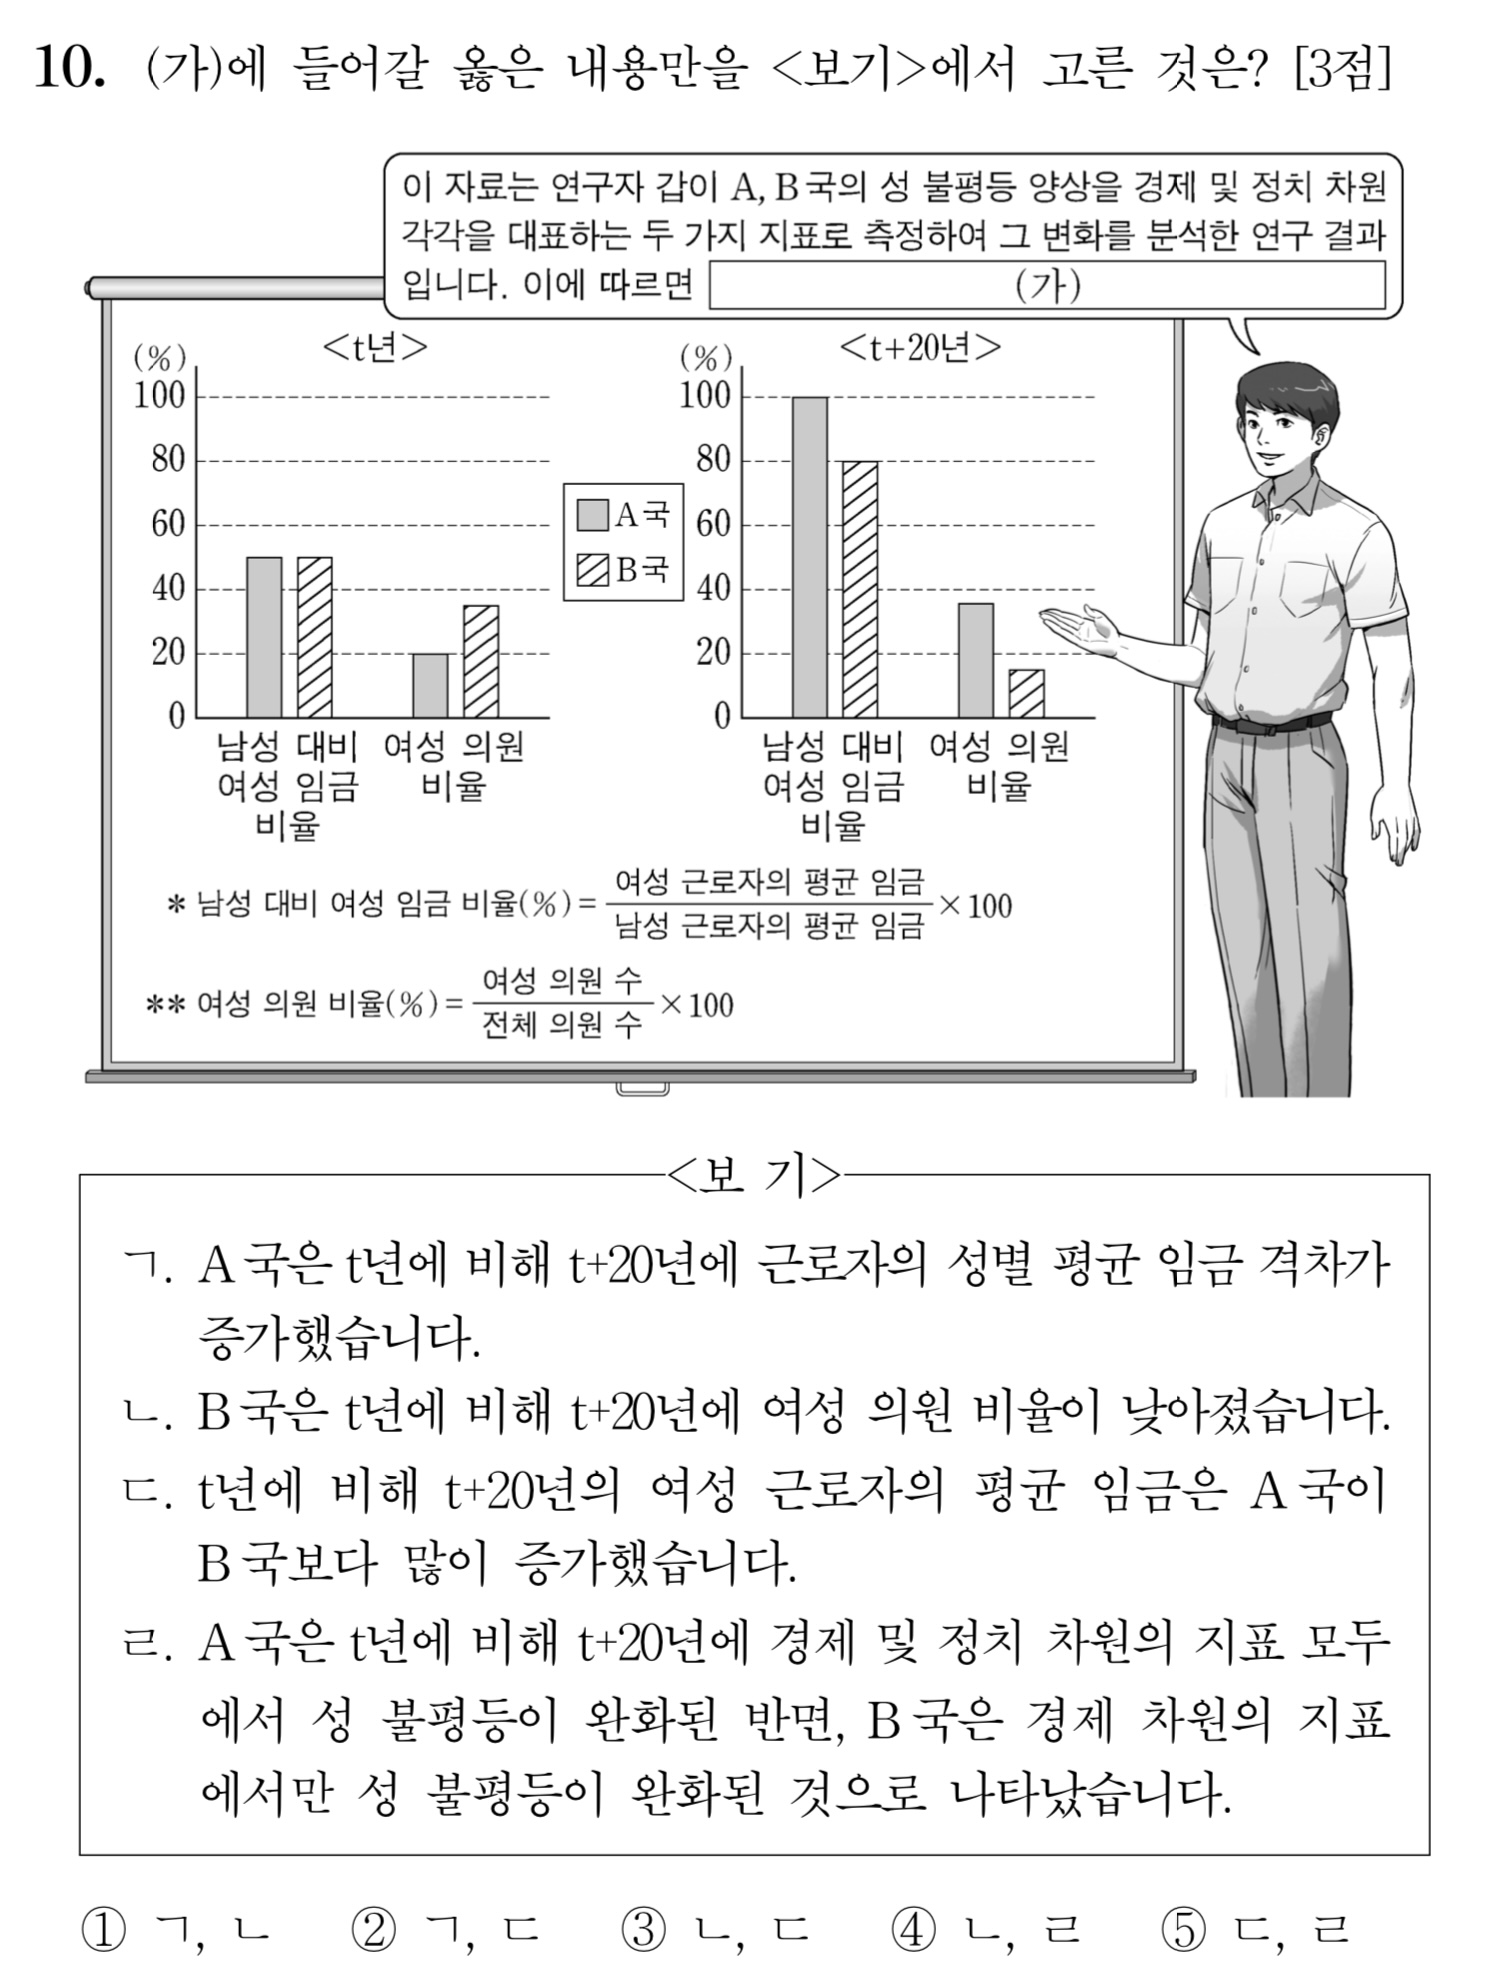 10. (가)에 들어갈 옳은 내용만을 <보기>에서 고른 것은? [3점]
이 자료는 연구자 갑이 A, B국의 성 불평등 양상을 경제 및 정치 차원
각각을 대표하는 두 가지 지표로 측정하여 그 변화를 분석한 연구 결과
입니다. 이에 따르면 (가)
<t년>
(%)
100
80
60
40
20
0
남성 대비 여성 의원
여성 임금 비율
비율
A국
B국
<t+20년>
(%)
100
80
60
40
20
0
남성 대비 여성 의원
여성 임금 비율
비율
* 남성 대비 여성 임금 비율(%) = 여성 근로자의 평균 임금 / 남성 근로자의 평균 임금 × 100
** 여성 의원 비율(%) = 여성 의원 수 / 전체 의원 수 × 100
<보 기>
ㄱ. A국은 t년에 비해 t+20년에 근로자의 성별 평균 임금 격차가
증가했습니다.
ㄴ. B국은 t년에 비해 t+20년에 여성 의원 비율이 낮아졌습니다.
ㄷ. t년에 비해 t+20년의 여성 근로자의 평균 임금은 A국이
B국보다 많이 증가했습니다.
ㄹ. A국은 t년에 비해 t+20년에 경제 및 정치 차원의 지표 모두
에서 성 불평등이 완화된 반면, B국은 경제 차원의 지표
에서만 성 불평등이 완화된 것으로 나타났습니다.
① ㄱ, ㄴ ② ㄱ, ㄷ ③ ㄴ, ㄷ ④ ㄴ, ㄹ ⑤ ㄷ, ㄹ